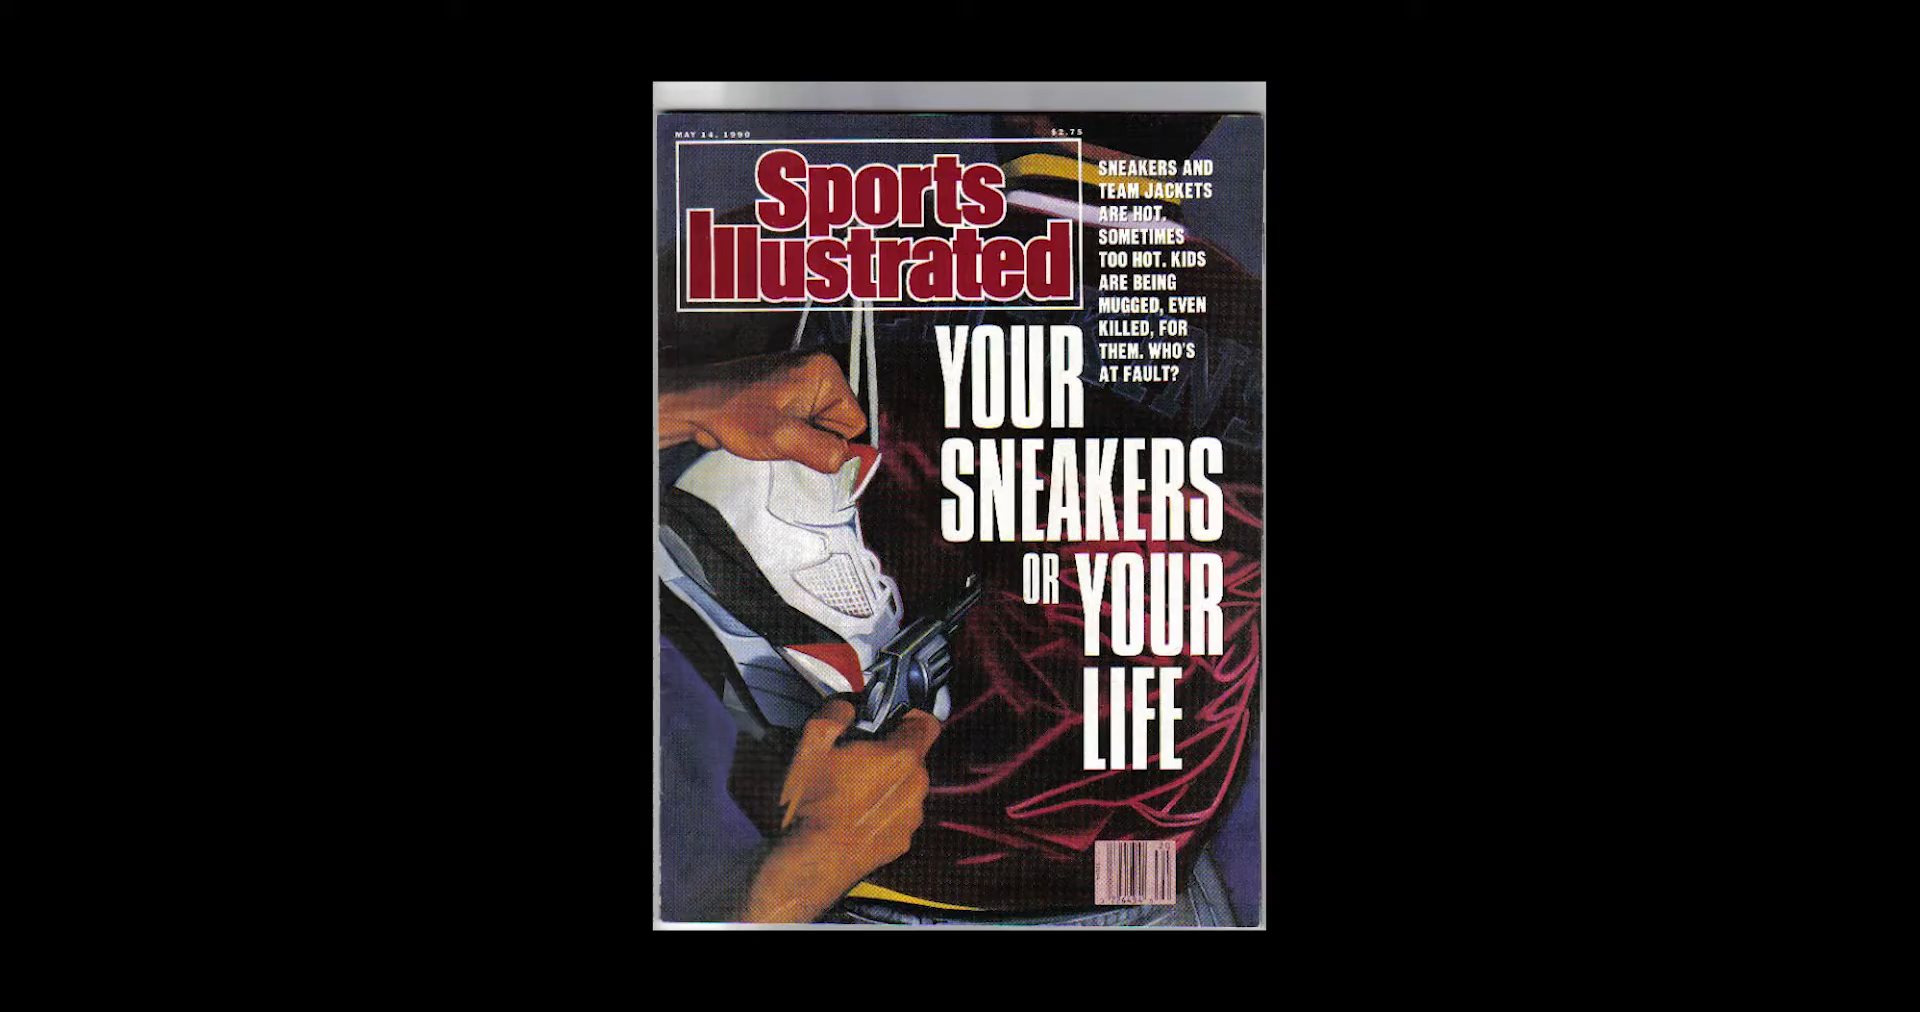 MAY 14, 1990
$2.75
Sports
Illustrated
SNEAKERS AND
TEAM JACKETS
ARE HOT.
SOMETIMES
TOO HOT. KIDS
ARE BEING
MUGGED, EVEN
KILLED, FOR
THEM. WHO'S
AT FAULT?
YOUR
SNEAKERS
OR YOUR
LIFE
20